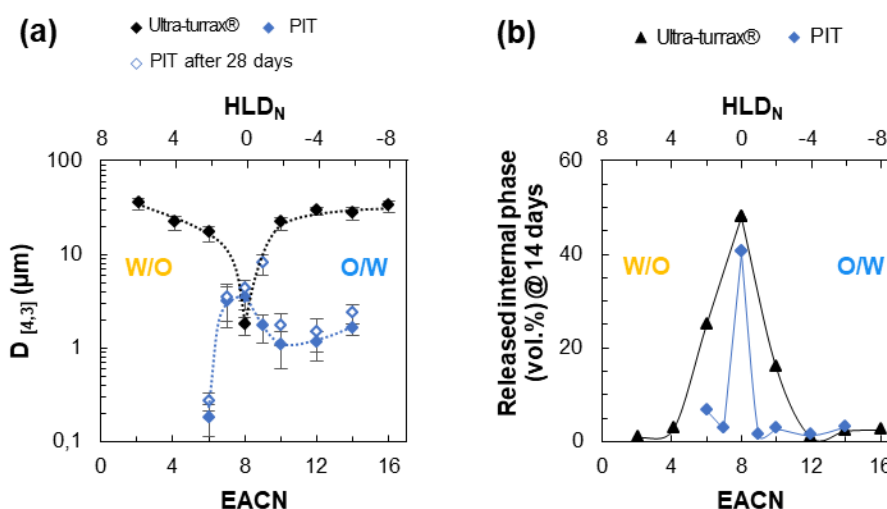 (a)
Ultra-turrax® PIT
PIT after 28 days
HLDN
8 4 0 -4 -8
100
10
1
0,1
D [4,3] (µm)
W/O O/W
0 4 8 12 16
EACN
(b)
Ultra-turrax® PIT
HLDN
8 4 0 -4 -8
60
40
20
0
Released internal phase
(vol.%) @ 14 days
W/O O/W
0 4 8 12 16
EACN